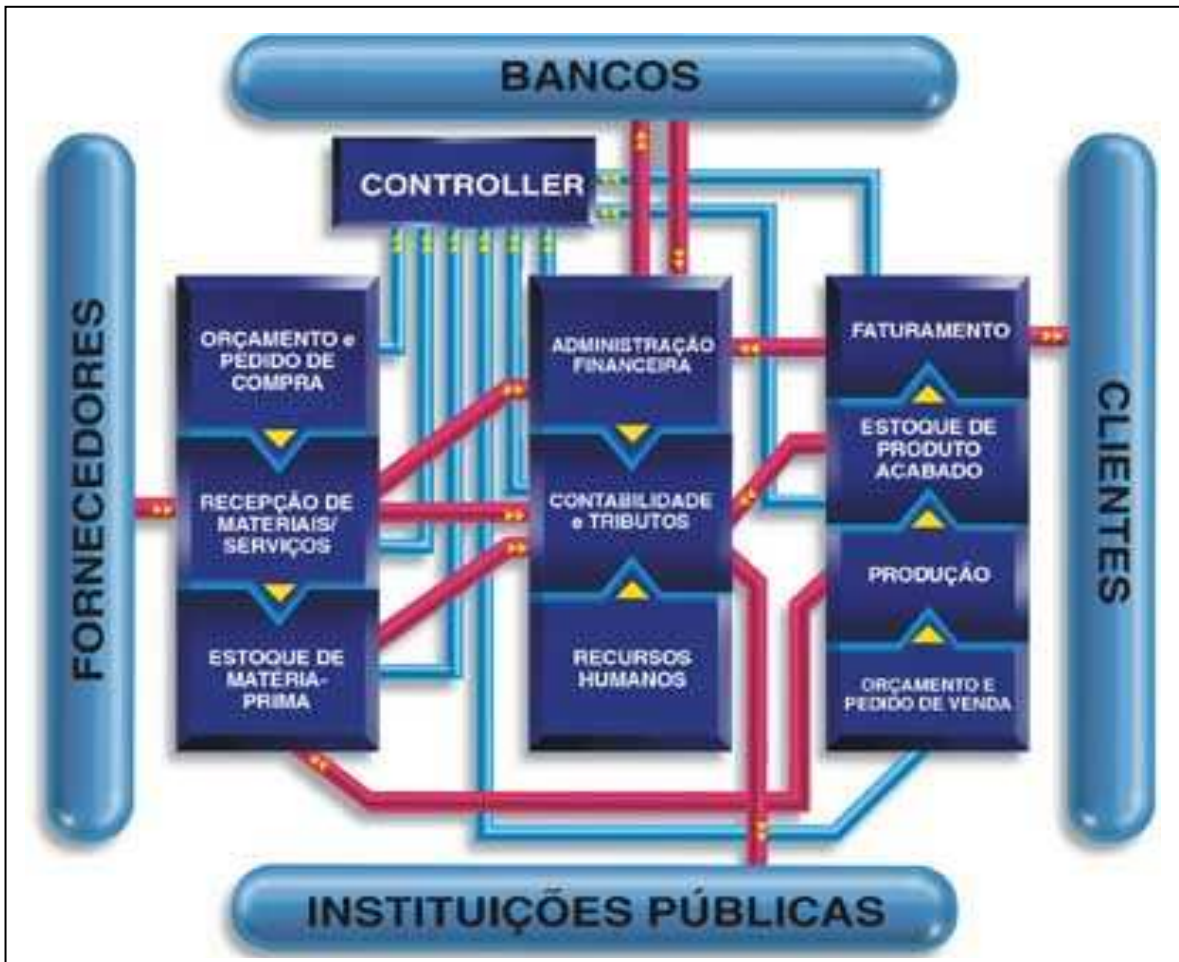 BANCOS
CONTROLLER
FORNECEDORES
ORÇAMENTO e
PEDIDO DE
COMPRA
RECEPÇÃO DE
MATERIAIS/
SERVIÇOS
ESTOQUE DE
MATÉRIA-
PRIMA
ADMINISTRAÇÃO
FINANCEIRA
CONTABILIDADE
e TRIBUTOS
RECURSOS
HUMANOS
FATURAMENTO
ESTOQUE DE
PRODUTO
ACABADO
PRODUÇÃO
ORÇAMENTO E
PEDIDO DE VENDA
CLIENTES
INSTITUIÇÕES PÚBLICAS